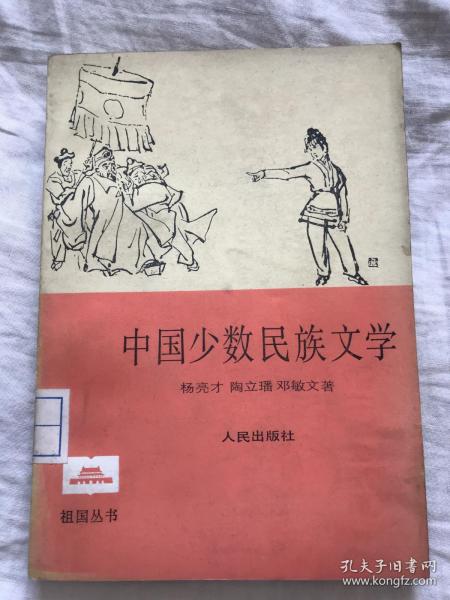 中国少数民族文学
杨亮才 陶立璠 邓敏文著
人民出版社
祖国丛书
孔夫子旧书网
www.kongfz.com